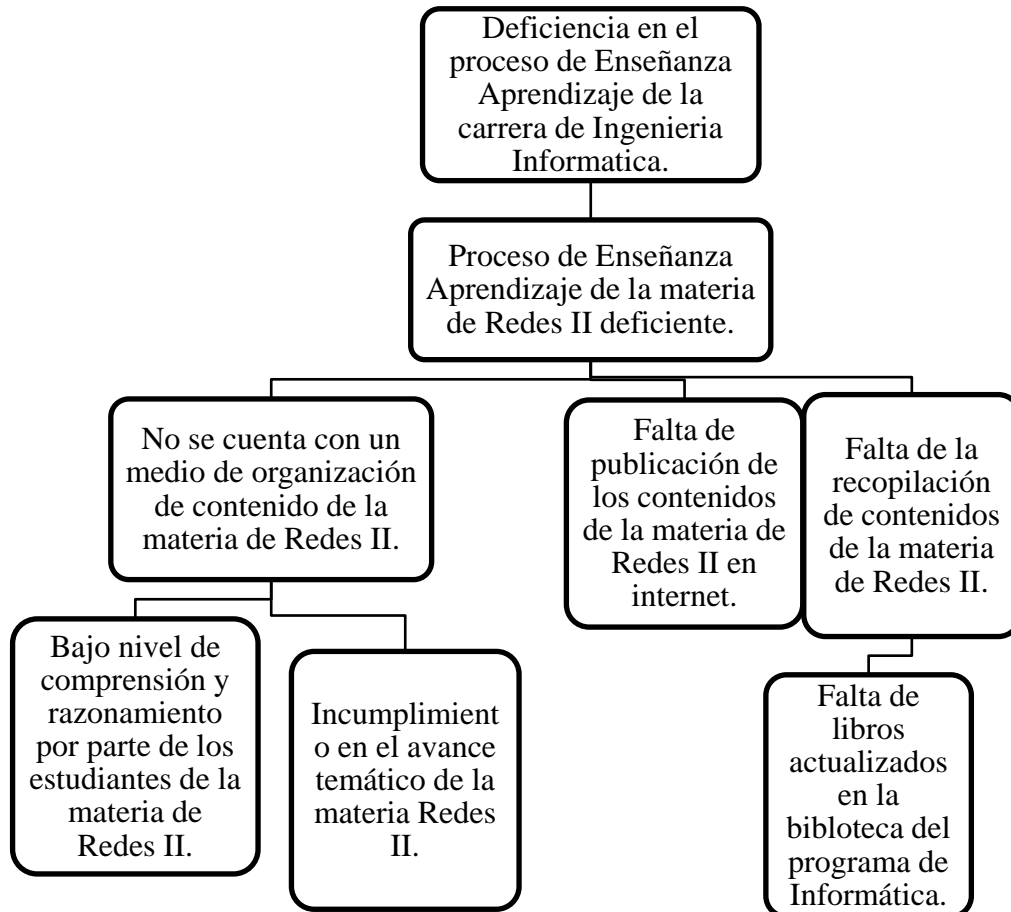 Deficiencia en el
proceso de Enseñanza
Aprendizaje de la
carrera de Ingenieria
Informatica.
Proceso de Enseñanza
Aprendizaje de la materia
de Redes II deficiente.
No se cuenta con un
medio de organización
de contenido de la
materia de Redes II.
Falta de
publicación de
los contenidos
de la materia de
Redes II en
internet.
Falta de la
recopilación
de contenidos
de la materia
de Redes II.
Bajo nivel de
comprensión y
razonamiento
por parte de los
estudiantes de la
materia de
Redes II.
Incumplimient
o en el avance
temático de la
materia Redes
II.
Falta de
libros
actualizados
en la
bibloteca del
programa de
Informática.